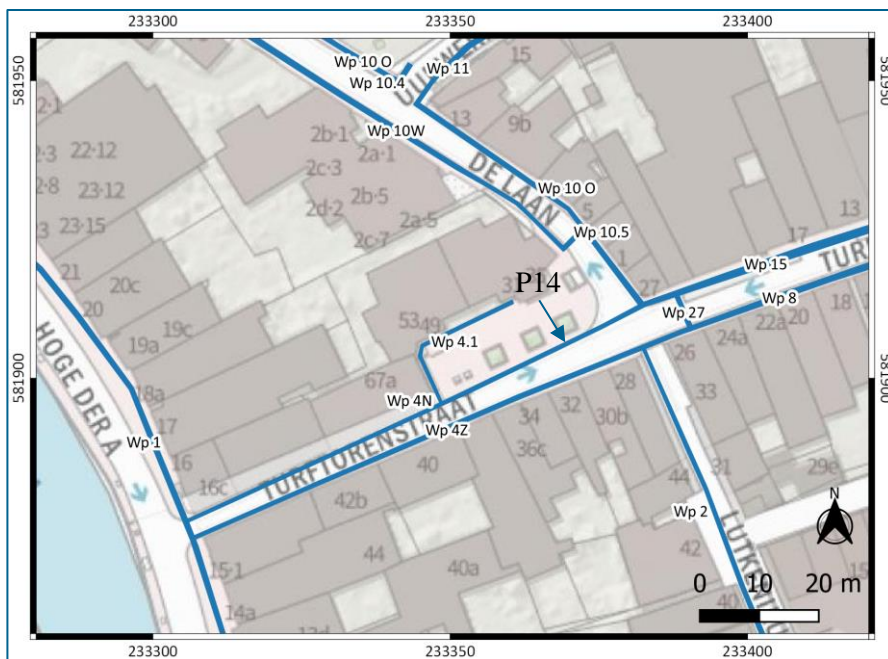 233300
233350
233400
581950
581950
Wp 10 O
Wp 10.4
Wp 11
15
13
9b
22·1
22·12
2·3
2·8
23·12
23·15
23
2b·1
2a·1
2c·3
2b·5
2d·2
2a·5
2c·7
Wp 10W
DE LAAN
Wp 10 O
5
Wp 10.5
1
27
17
13
Wp 15
TURF
21
20
20c
19c
19a
18a
17
16
16c
HOGE DER A
Wp 1
P14
53
49
Wp 4.1
67a
Wp 4N
Wp 4Z
TURFTORENSTRAAT
Wp 27
Wp 8
26
24a
22a
20
18
16
581900
581900
28
30b
32
34
36c
40
42b
44
40a
33
31
44
29e
42
40
Wp 2
N
0 10 20 m
15·1
14a
233300
233350
233400